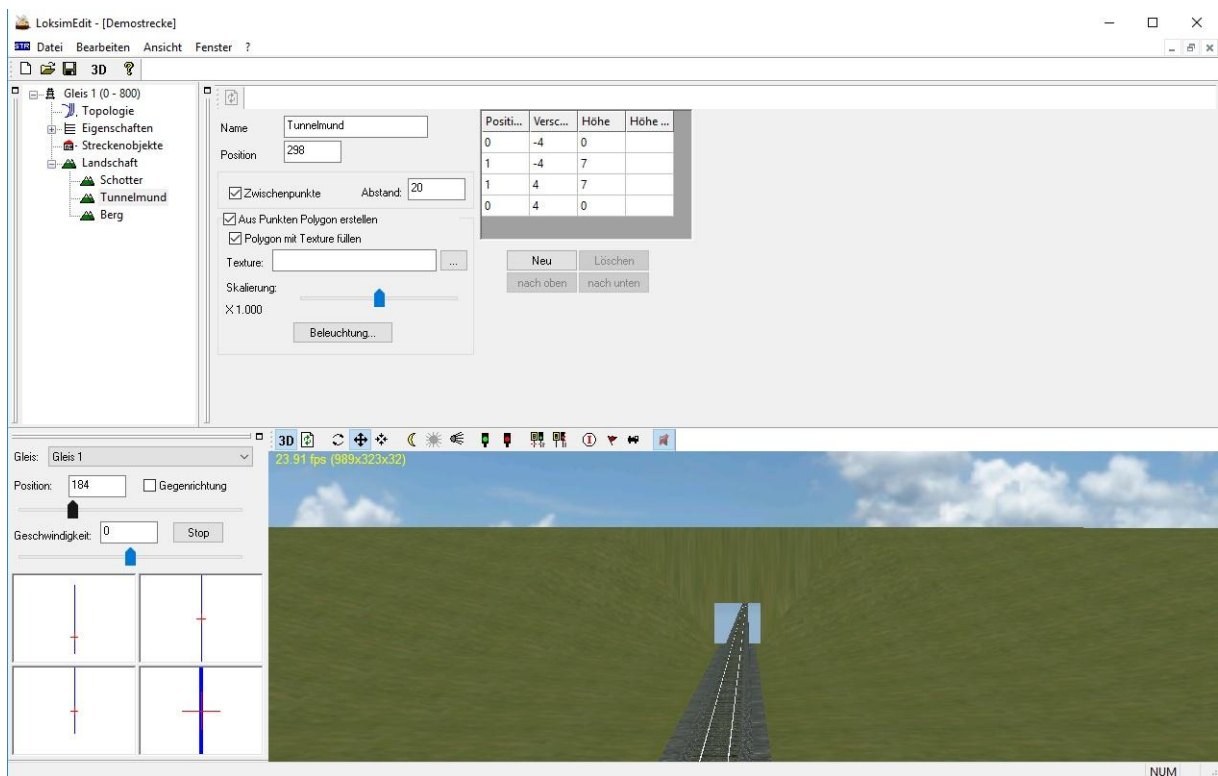 LoksimEdit - [Demostrecke]
STR Datei Bearbeiten Ansicht Fenster ?
3D
Gleis 1 (0 - 800)
Topologie
Eigenschaften
Streckenobjekte
Landschaft
Schotter
Tunnelmund
Berg
Name Tunnelmund
Position 298
Zwischenpunkte Abstand: 20
Aus Punkten Polygon erstellen
Polygon mit Texture füllen
Texture: ...
Skalierung:
X 1.000
Beleuchtung...
Positi... Versc... Höhe Höhe ...
0 -4 0
1 -4 7
1 4 7
0 4 0
Neu Löschen
nach oben nach unten
Gleis: Gleis 1
Position: 184 Gegenrichtung
Geschwindigkeit: 0 Stop
3D
23.91 fps (989x323x32)
NUM